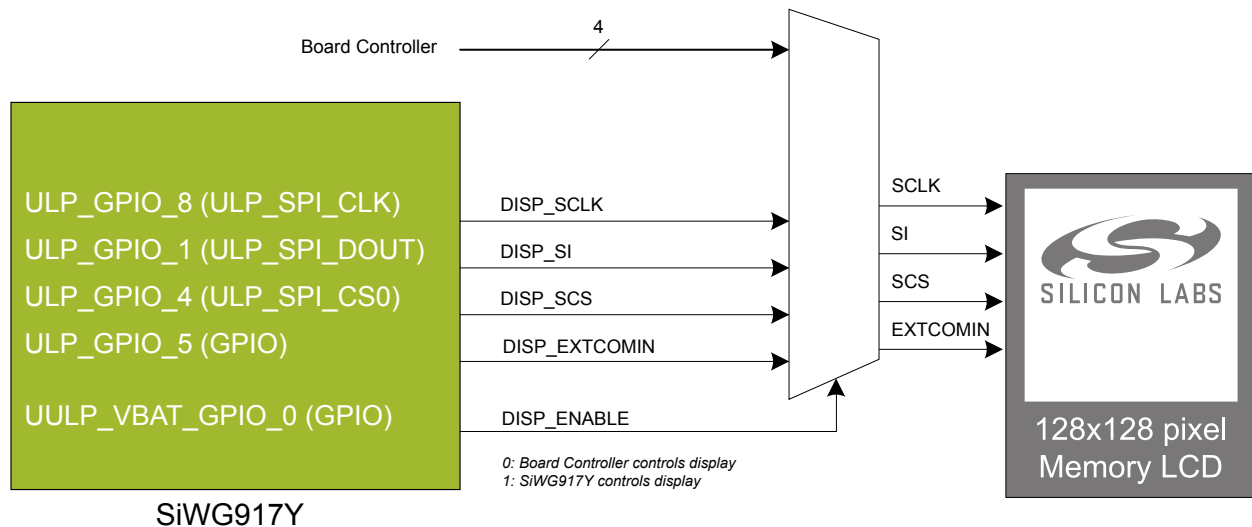 4
Board Controller
ULP_GPIO_8 (ULP_SPI_CLK)
ULP_GPIO_1 (ULP_SPI_DOUT)
ULP_GPIO_4 (ULP_SPI_CS0)
ULP_GPIO_5 (GPIO)
UULP_VBAT_GPIO_0 (GPIO)
SiWG917Y
DISP_SCLK
DISP_SI
DISP_SCS
DISP_EXTCOMIN
DISP_ENABLE
0: Board Controller controls display
1: SiWG917Y controls display
SCLK
SI
SCS
EXTCOMIN
SILICON LABS
128x128 pixel
Memory LCD